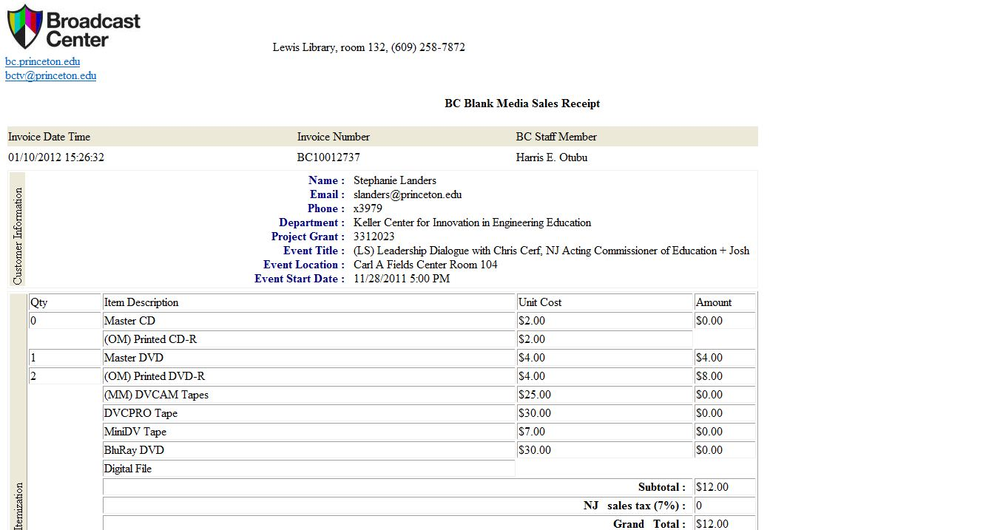 Broadcast
Center
Lewis Library, room 132, (609) 258-7872
bc.princeton.edu
bctv@princeton.edu
BC Blank Media Sales Receipt
Invoice Date Time Invoice Number BC Staff Member
01/10/2012 15:26:32 BC10012737 Harris E. Otubu
Customer Information
Name : Stephanie Landers
Email : slanders@princeton.edu
Phone : x3979
Department : Keller Center for Innovation in Engineering Education
Project Grant : 3312023
Event Title : (LS) Leadership Dialogue with Chris Cerf, NJ Acting Commissioner of Education + Josh
Event Location : Carl A Fields Center Room 104
Event Start Date : 11/28/2011 5:00 PM
Itemization
Qty Item Description Unit Cost Amount
0 Master CD $2.00 $0.00
(OM) Printed CD-R $2.00
1 Master DVD $4.00 $4.00
2 (OM) Printed DVD-R $4.00 $8.00
(MM) DVCAM Tapes $25.00 $0.00
DVCPRO Tape $30.00 $0.00
MiniDV Tape $7.00 $0.00
BluRay DVD $30.00 $0.00
Digital File
Subtotal : $12.00
NJ sales tax (7%) : 0
Grand Total : $12.00